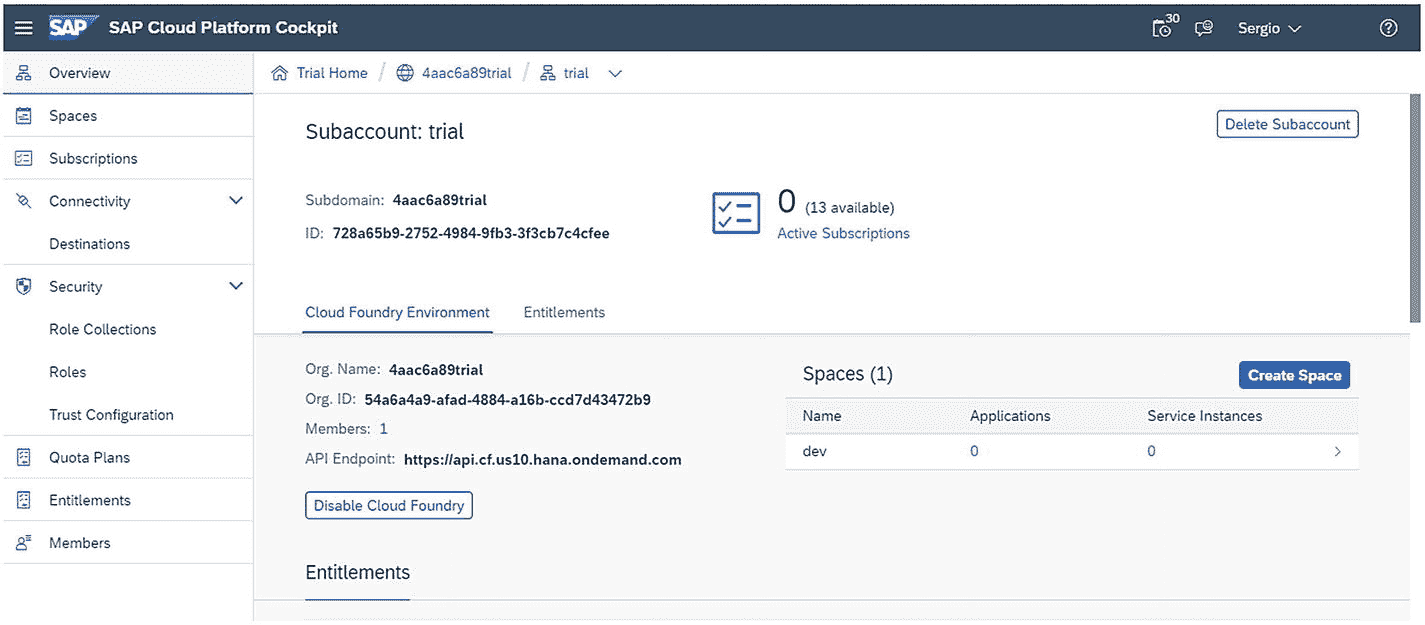 SAP SAP Cloud Platform Cockpit
30
Sergio
Overview
Spaces
Subscriptions
Connectivity
Destinations
Security
Role Collections
Roles
Trust Configuration
Quota Plans
Entitlements
Members
Trial Home / 4aac6a89trial / trial
Subaccount: trial
Delete Subaccount
Subdomain: 4aac6a89trial
ID: 728a65b9-2752-4984-9fb3-3f3cb7c4cfee
0 (13 available)
Active Subscriptions
Cloud Foundry Environment Entitlements
Org. Name: 4aac6a89trial
Org. ID: 54a6a4a9-afad-4884-a16b-ccd7d43472b9
Members: 1
API Endpoint: https://api.cf.us10.hana.ondemand.com
Disable Cloud Foundry
Spaces (1)
Create Space
Name Applications Service Instances
dev 0 0
Entitlements